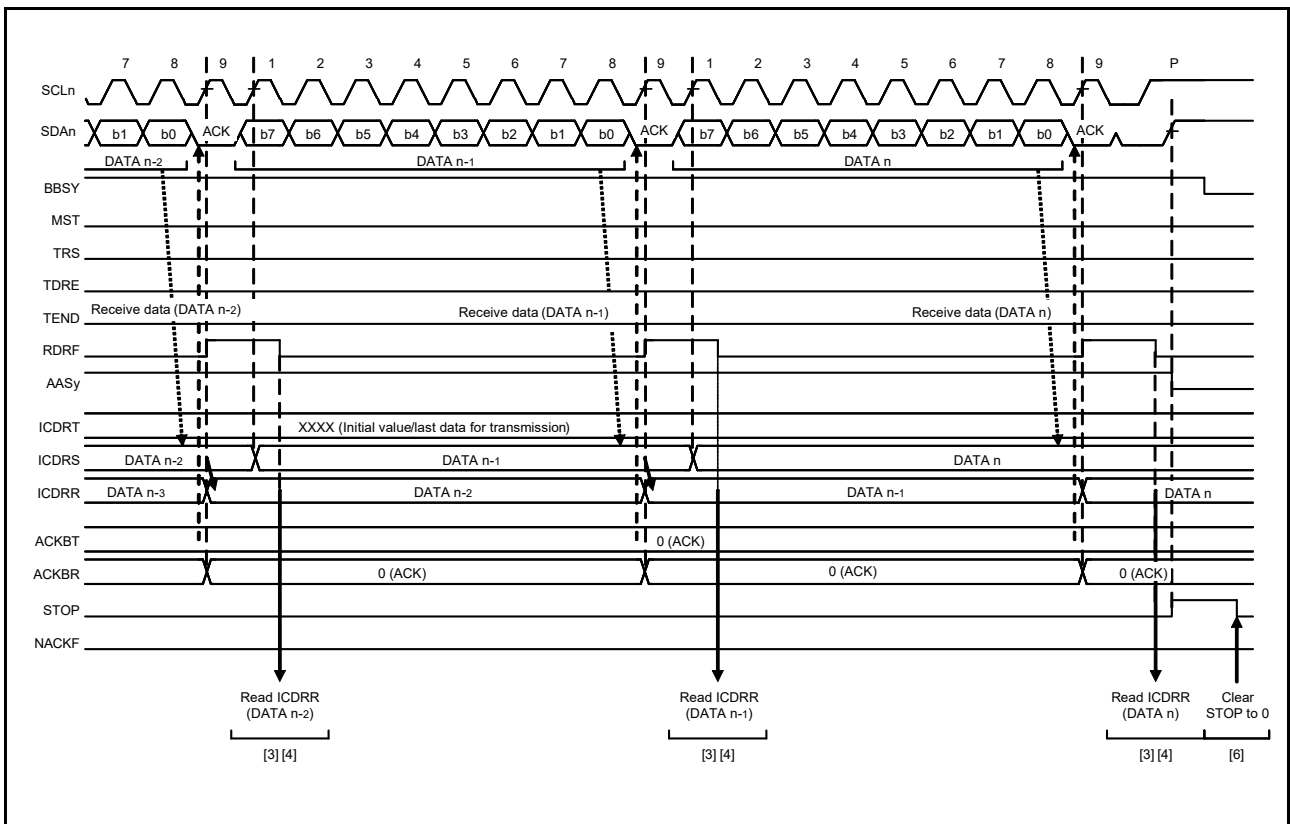 7 8 9 1 2 3 4 5 6 7 8 9 1 2 3 4 5 6 7 8 9 P
SCLn
SDAn b1 b0 ACK b7 b6 b5 b4 b3 b2 b1 b0 ACK b7 b6 b5 b4 b3 b2 b1 b0 ACK
DATA n-2 DATA n-1 DATA n
BBSY
MST
TRS
TDRE
Receive data (DATA n-2) Receive data (DATA n-1) Receive data (DATA n)
TEND
RDRF
AASy
ICDRT XXXX (Initial value/last data for transmission)
ICDRS DATA n-2 DATA n-1 DATA n
ICDRR DATA n-3 DATA n-2 DATA n-1 DATA n
ACKBT 0 (ACK)
ACKBR 0 (ACK) 0 (ACK) 0 (ACK)
STOP
NACKF
Read ICDRR Read ICDRR Read ICDRR Clear
(DATA n-2) (DATA n-1) (DATA n) STOP to 0
[3] [4] [3] [4] [3] [4] [6]